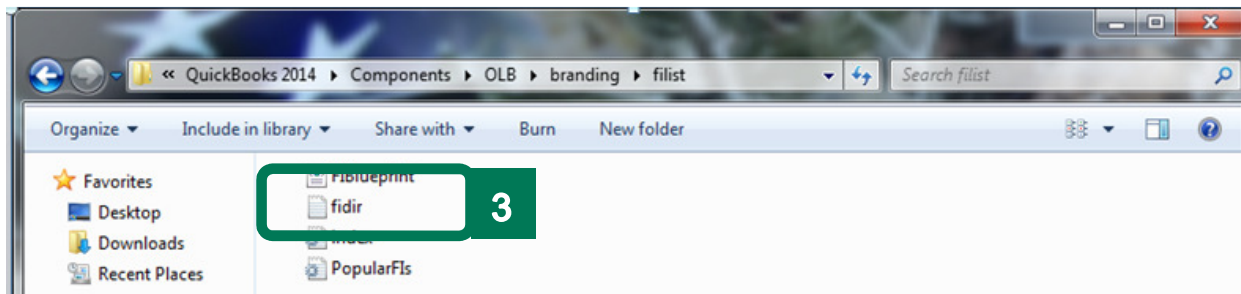 « QuickBooks 2014 ▸ Components ▸ OLB ▸ branding ▸ filist
Search filist
Organize Include in library Share with Burn New folder
Favorites
Desktop
Downloads
Recent Places
FIBlueprint
fidir
index
PopularFIs
3